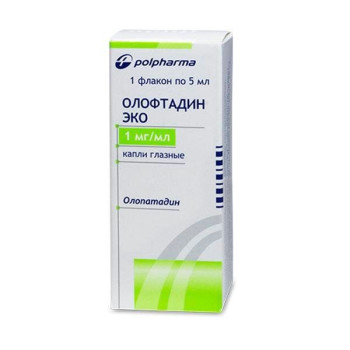 polpharma
1 флакон по 5 мл
ОЛОФТАДИН
ЭКО
1 мг/мл
капли глазные
Олопатадин